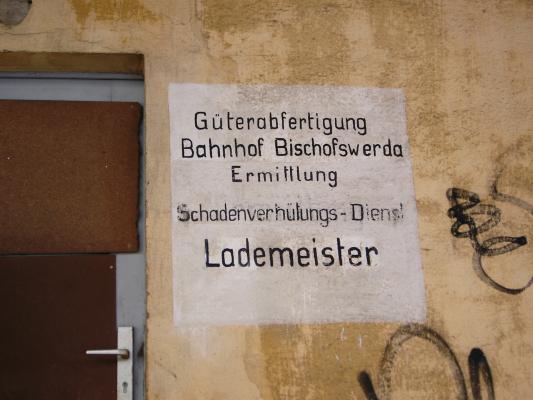 Güterabfertigung
Bahnhof Bischofswerda
Ermittlung
Schadenverhütungs-Dienst
Lademeister